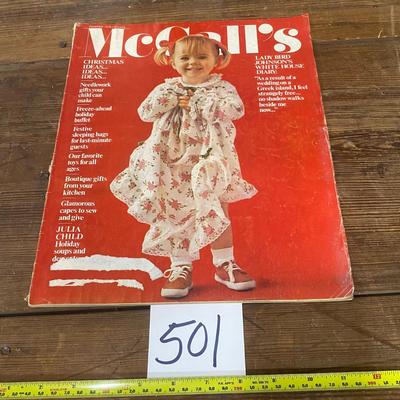 McCall's
CHRISTMAS
IDEAS...
IDEAS...
IDEAS...
Needlework
gifts your
child can
make
Freeze-ahead
holiday
buffet
Festive
sleeping bags
for last-minute
guests
Our favorite
toys for all
ages
Boutique gifts
from your
kitchen
Glamorous
capes to sew
and give
JULIA
CHILD
Holiday
soups and
LADY BIRD
JOHNSON'S
WHITE HOUSE
DIARY:
"As a result of a
wedding on a
Greek island, I feel
strangely free...
no shadow walks
beside me
now..."
501